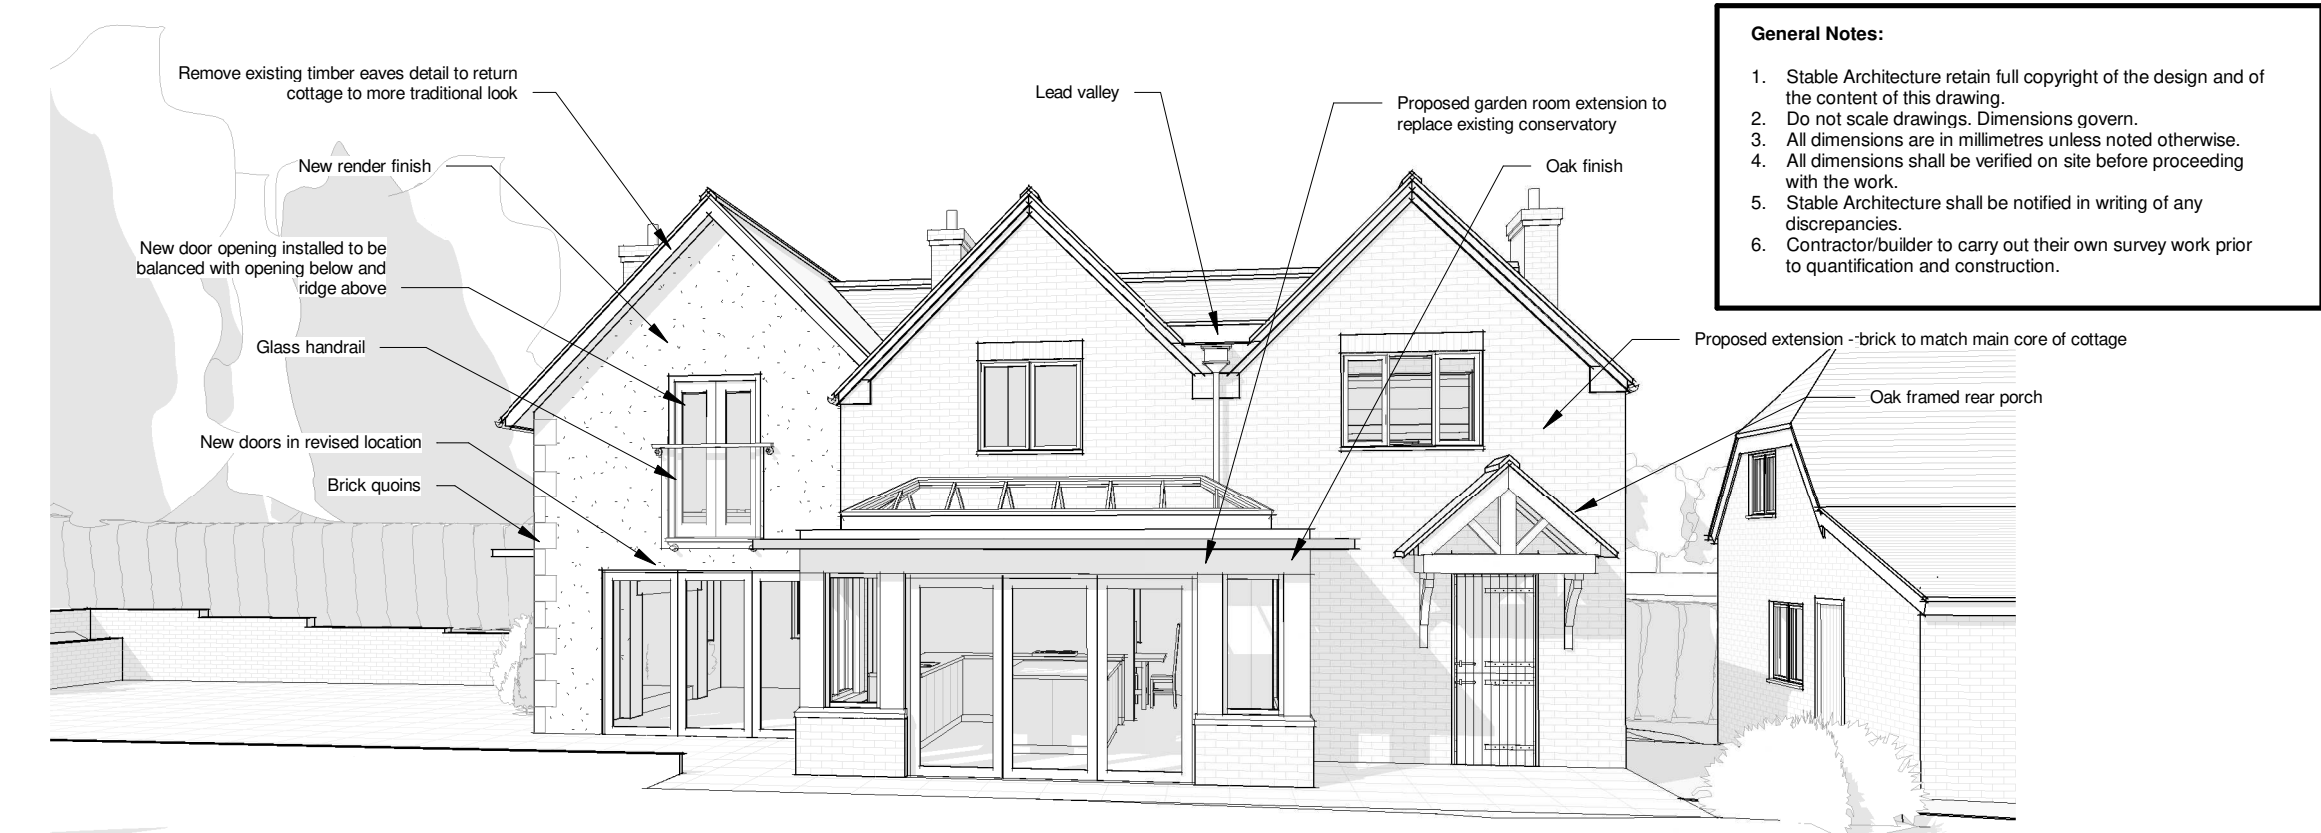 Remove existing timber eaves detail to return
cottage to more traditional look
New render finish
New door opening installed to be
balanced with opening below and
ridge above
Glass handrail
New doors in revised location
Brick quoins
Lead valley
Proposed garden room extension to
replace existing conservatory
Oak finish
Proposed extension - brick to match main core of cottage
Oak framed rear porch
General Notes:
1. Stable Architecture retain full copyright of the design and of
the content of this drawing.
2. Do not scale drawings. Dimensions govern.
3. All dimensions are in millimetres unless noted otherwise.
4. All dimensions shall be verified on site before proceeding
with the work.
5. Stable Architecture shall be notified in writing of any
discrepancies.
6. Contractor/builder to carry out their own survey work prior
to quantification and construction.